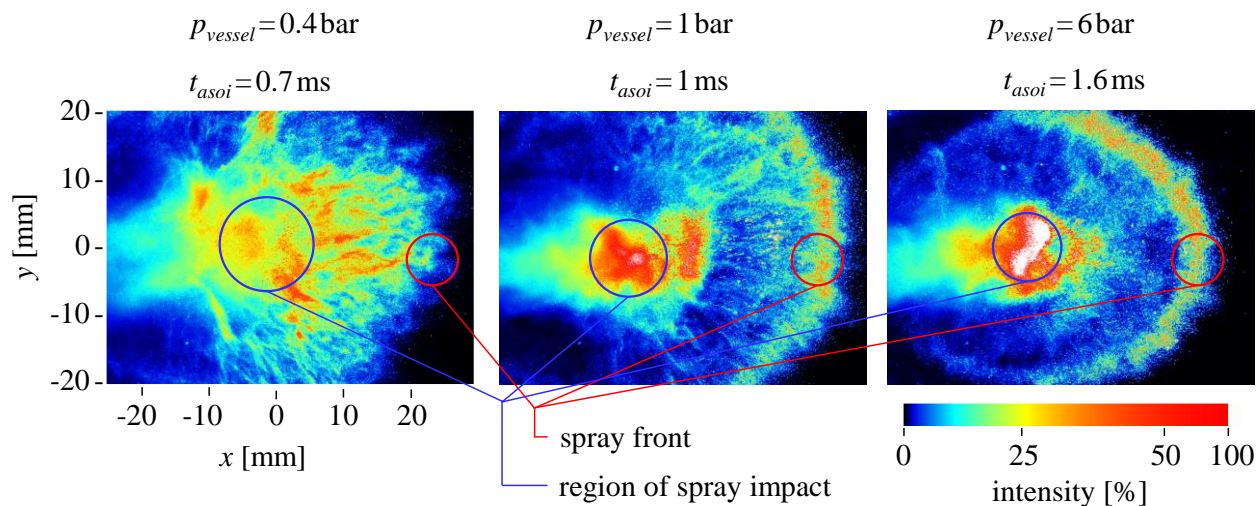 p_vessel = 0.4 bar
p_vessel = 1 bar
p_vessel = 6 bar
t_asoi = 0.7 ms
t_asoi = 1 ms
t_asoi = 1.6 ms
20
10
0
-10
-20
y [mm]
-20 -10 0 10 20
x [mm]
spray front
region of spray impact
0 25 50 100
intensity [%]